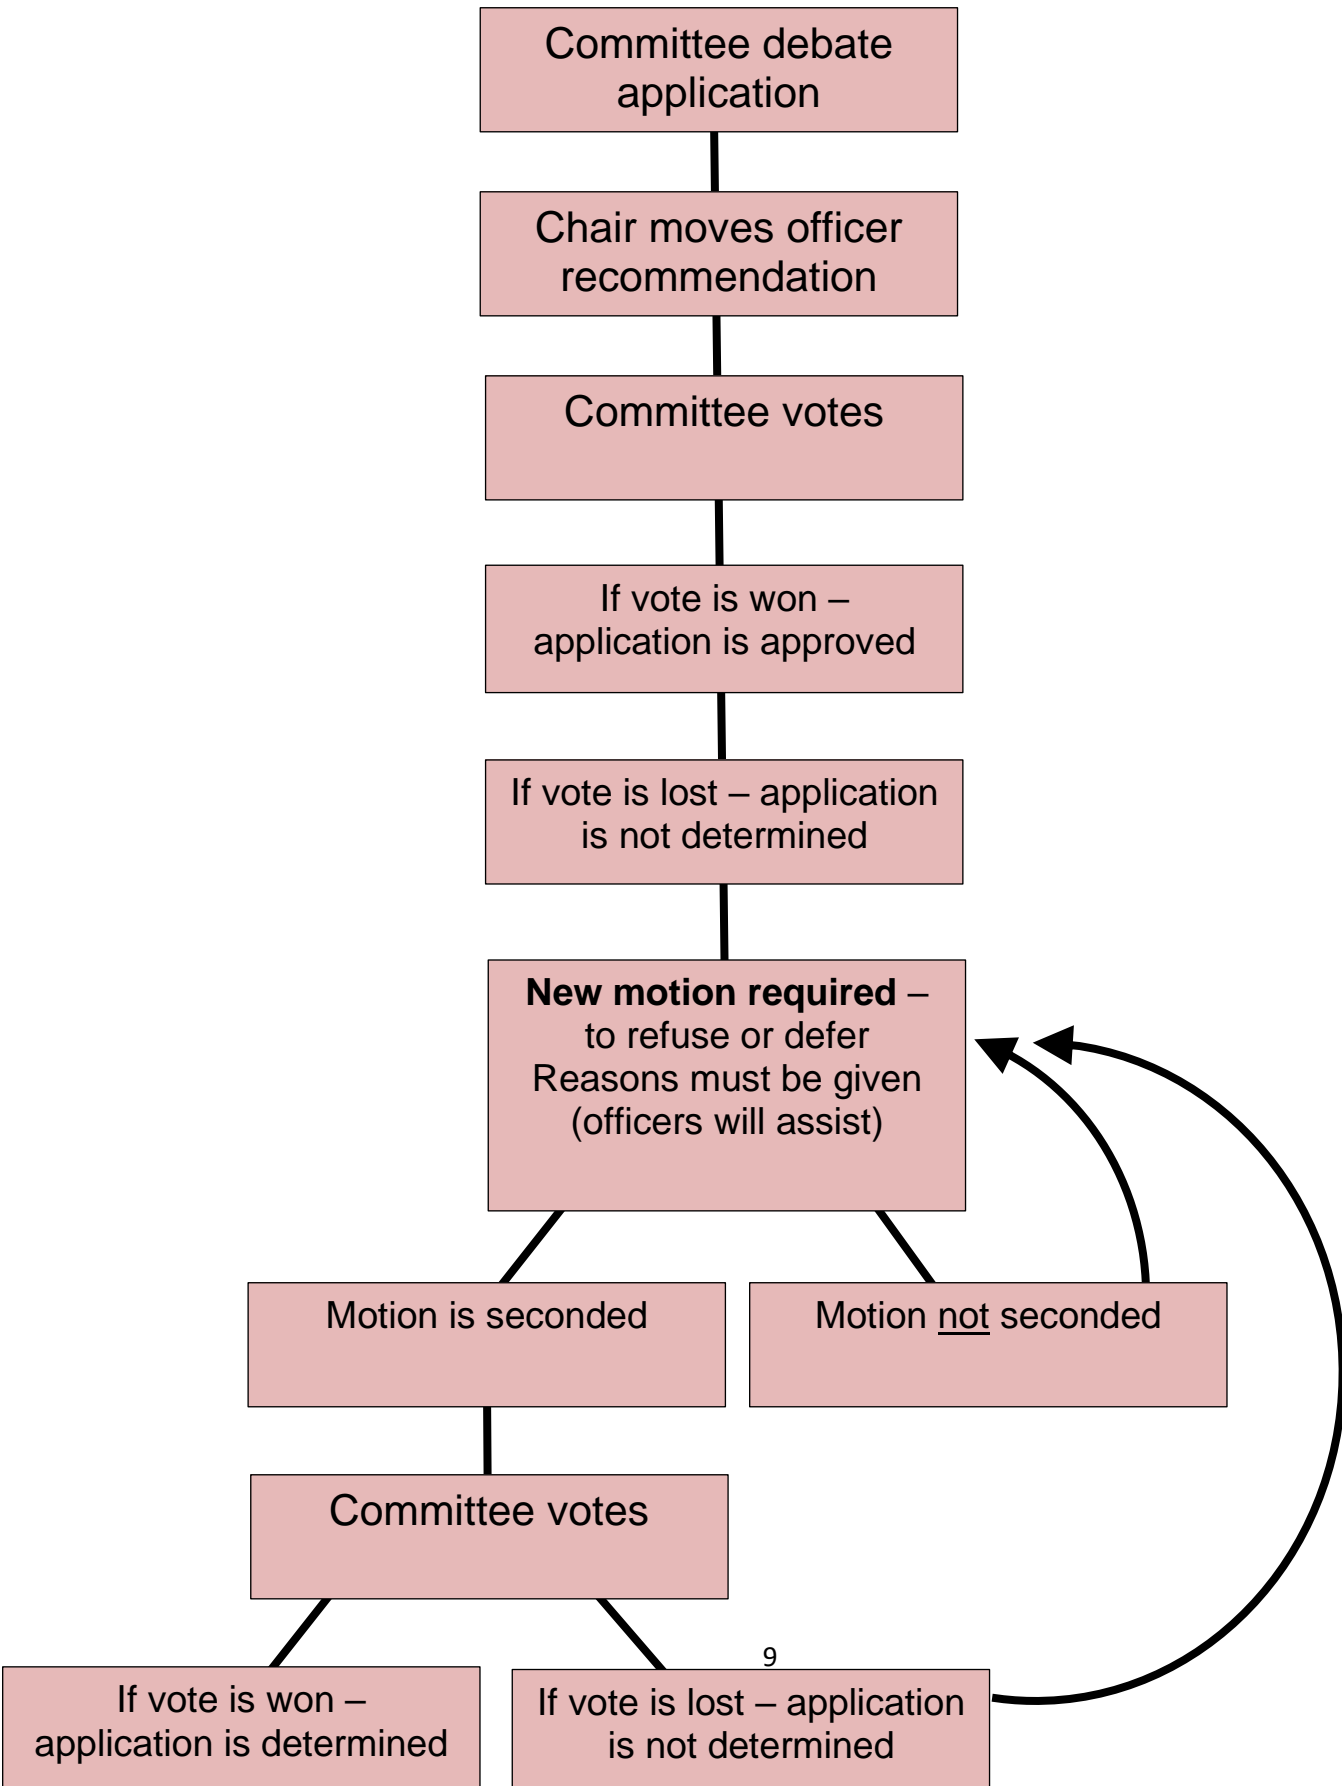 Committee debate
application
Chair moves officer
recommendation
Committee votes
If vote is won –
application is approved
If vote is lost – application
is not determined
New motion required –
to refuse or defer
Reasons must be given
(officers will assist)
Motion is seconded
Motion not seconded
Committee votes
9
If vote is won –
application is determined
If vote is lost – application
is not determined